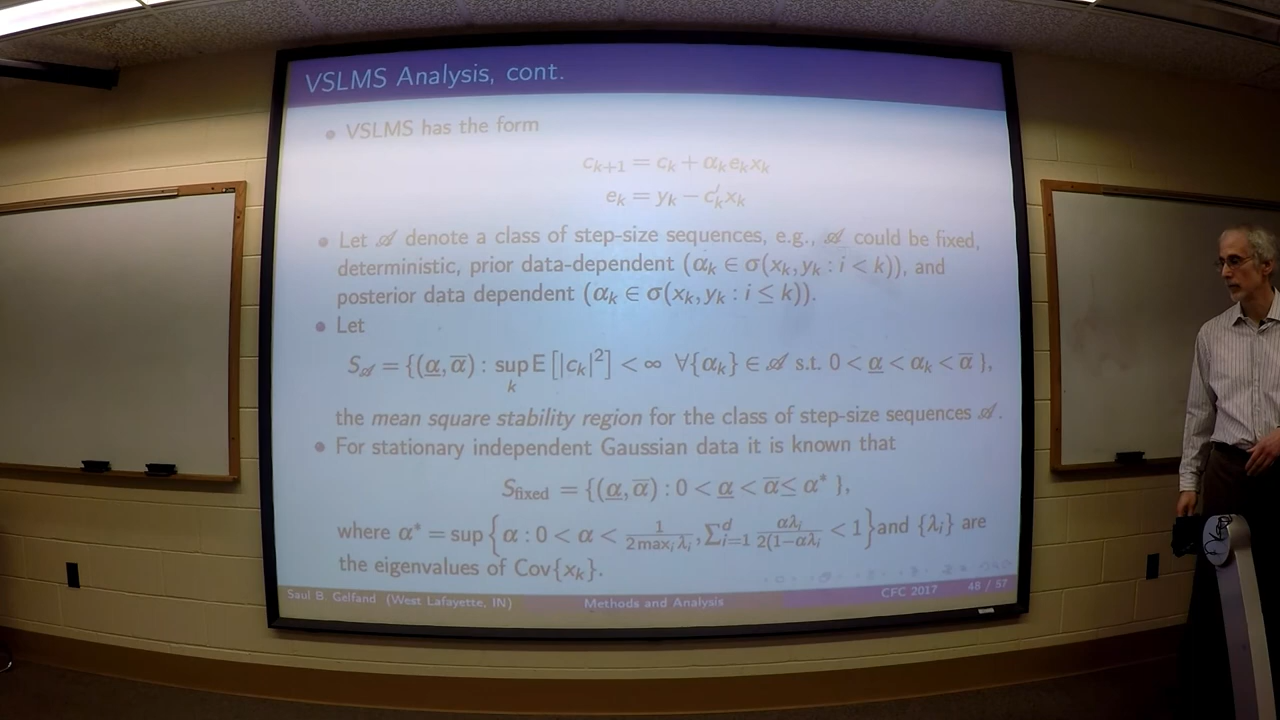 VSLMS Analysis, cont.
• VSLMS has the form
c_{k+1} = c_k + α_k e_k x_k
e_k = y_k − c′_k x_k
• Let 𝒜 denote a class of step-size sequences, e.g., 𝒜 could be fixed,
deterministic, prior data-dependent (α_k ∈ σ(x_k, y_k : i < k)), and
posterior data dependent (α_k ∈ σ(x_k, y_k : i ≤ k)).
• Let
S_𝒜 = {(α̲, α̅) : sup_k E [|c_k|²] < ∞ ∀{α_k} ∈ 𝒜 s.t. 0 < α̲ < α_k < α̅ },
the mean square stability region for the class of step-size sequences 𝒜.
• For stationary independent Gaussian data it is known that
S_fixed = {(α̲, α̅) : 0 < α̲ < α̅ ≤ α* },
where α* = sup{α : 0 < α < 1/(2 max_i λ_i), ∑_{i=1}^d αλ_i/(2(1−αλ_i) < 1} and {λ_i} are
the eigenvalues of Cov{x_k}.
Saul B. Gelfand (West Lafayette, IN) Methods and Analysis CFC 2017 48 / 57